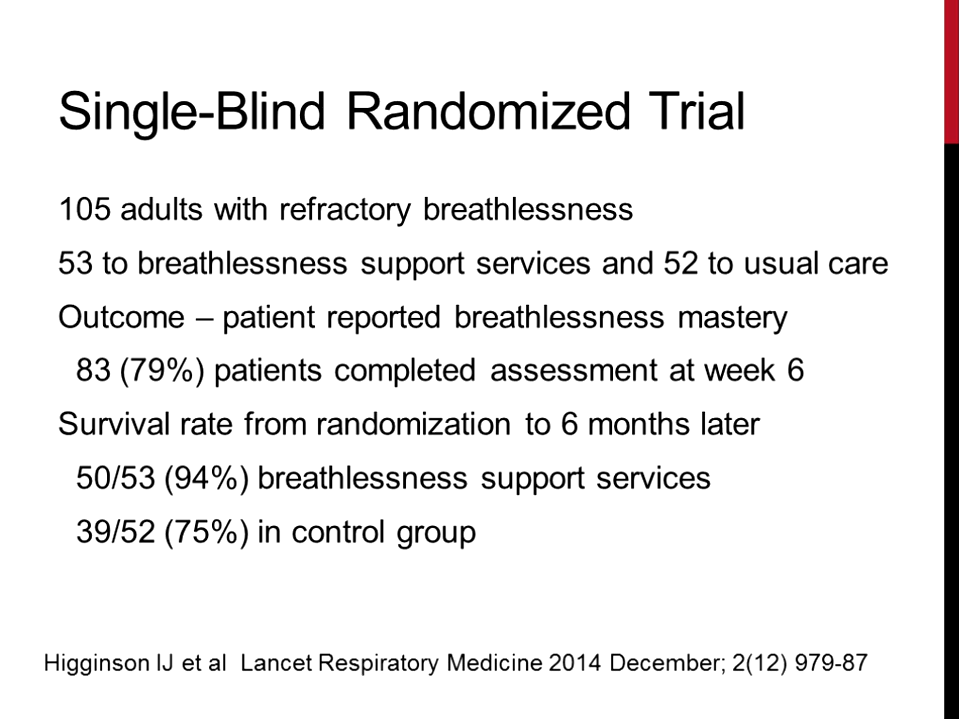 Single-Blind Randomized Trial
105 adults with refractory breathlessness
53 to breathlessness support services and 52 to usual care
Outcome – patient reported breathlessness mastery
83 (79%) patients completed assessment at week 6
Survival rate from randomization to 6 months later
50/53 (94%) breathlessness support services
39/52 (75%) in control group
Higginson IJ et al  Lancet Respiratory Medicine 2014 December; 2(12) 979-87